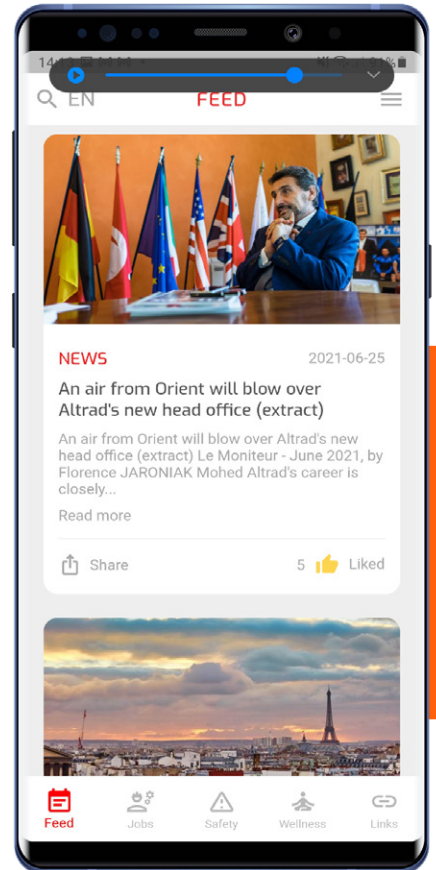 EN
FEED
NEWS
2021-06-25
An air from Orient will blow over
Altrad's new head office (extract)
An air from Orient will blow over Altrad's new
head office (extract) Le Moniteur - June 2021, by
Florence JARONIAK Mohed Altrad's career is
closely...
Read more
Share
5
Liked
Feed
Jobs
Safety
Wellness
Links